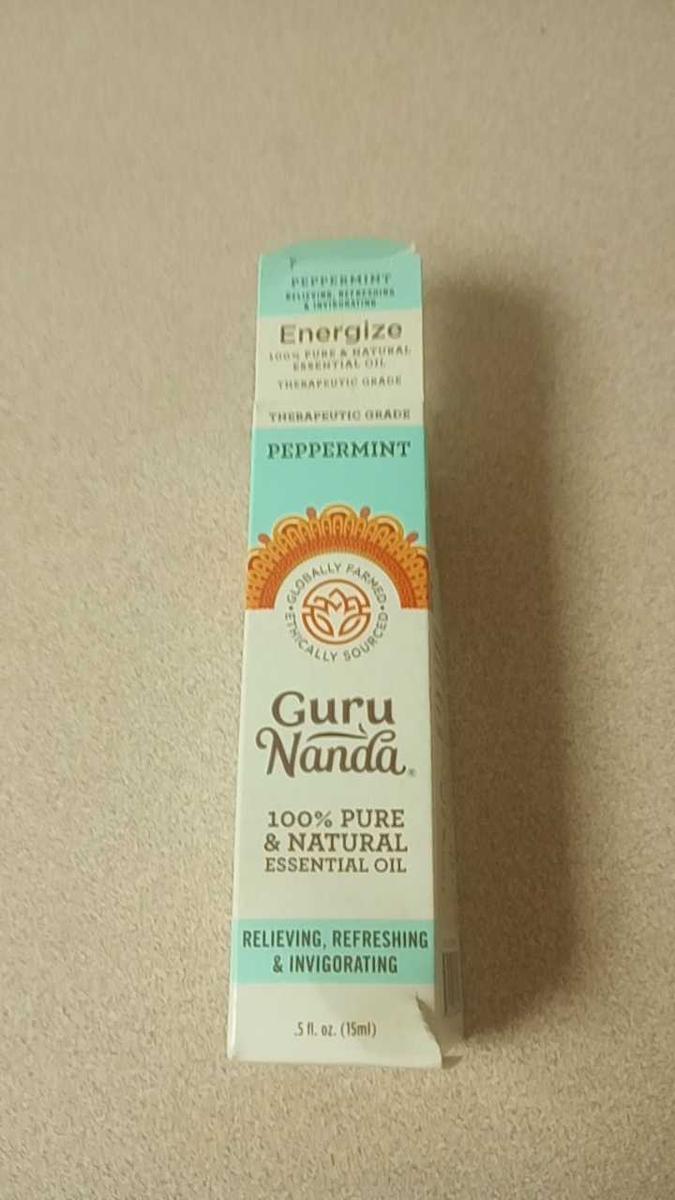 PEPPERMINT
RELIEVING, REFRESHING
& INVIGORATING
Energize
100% PURE & NATURAL
ESSENTIAL OIL
THERAPEUTIC GRADE
THERAPEUTIC GRADE
PEPPERMINT
GLOBALLY FARMED
ETHICALLY SOURCED
Guru
Nanda®
100% PURE
& NATURAL
ESSENTIAL OIL
RELIEVING, REFRESHING
& INVIGORATING
.5 fl. oz. (15ml)